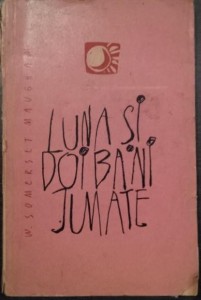 LUNA ȘI
DOI BANI
JUMATE
W. SOMERSET MAUGHAM